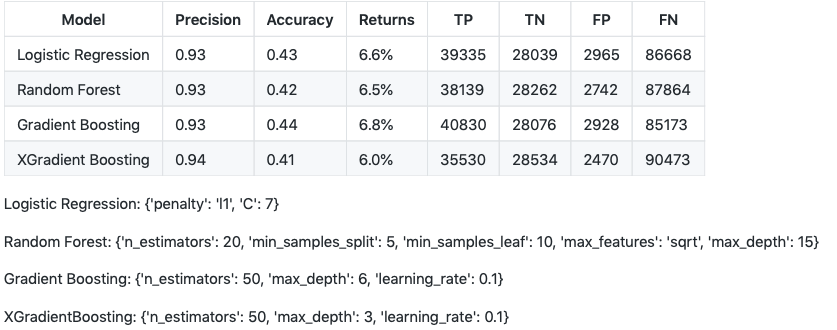 Model Precision Accuracy Returns TP TN FP FN
Logistic Regression 0.93 0.43 6.6% 39335 28039 2965 86668
Random Forest 0.93 0.42 6.5% 38139 28262 2742 87864
Gradient Boosting 0.93 0.44 6.8% 40830 28076 2928 85173
XGradient Boosting 0.94 0.41 6.0% 35530 28534 2470 90473
Logistic Regression: {'penalty': 'l1', 'C': 7}
Random Forest: {'n_estimators': 20, 'min_samples_split': 5, 'min_samples_leaf': 10, 'max_features': 'sqrt', 'max_depth': 15}
Gradient Boosting: {'n_estimators': 50, 'max_depth': 6, 'learning_rate': 0.1}
XGradientBoosting: {'n_estimators': 50, 'max_depth': 3, 'learning_rate': 0.1}